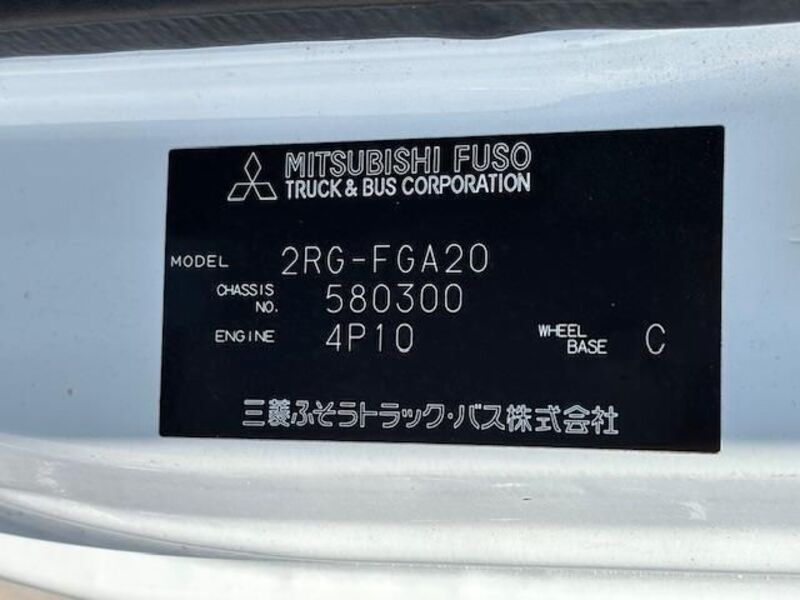 MITSUBISHI FUSO
TRUCK & BUS CORPORATION
MODEL 2RG-FGA20
CHASSIS NO. 580300
ENGINE 4P10 WHEEL BASE C
三菱ふそうトラック・バス株式会社